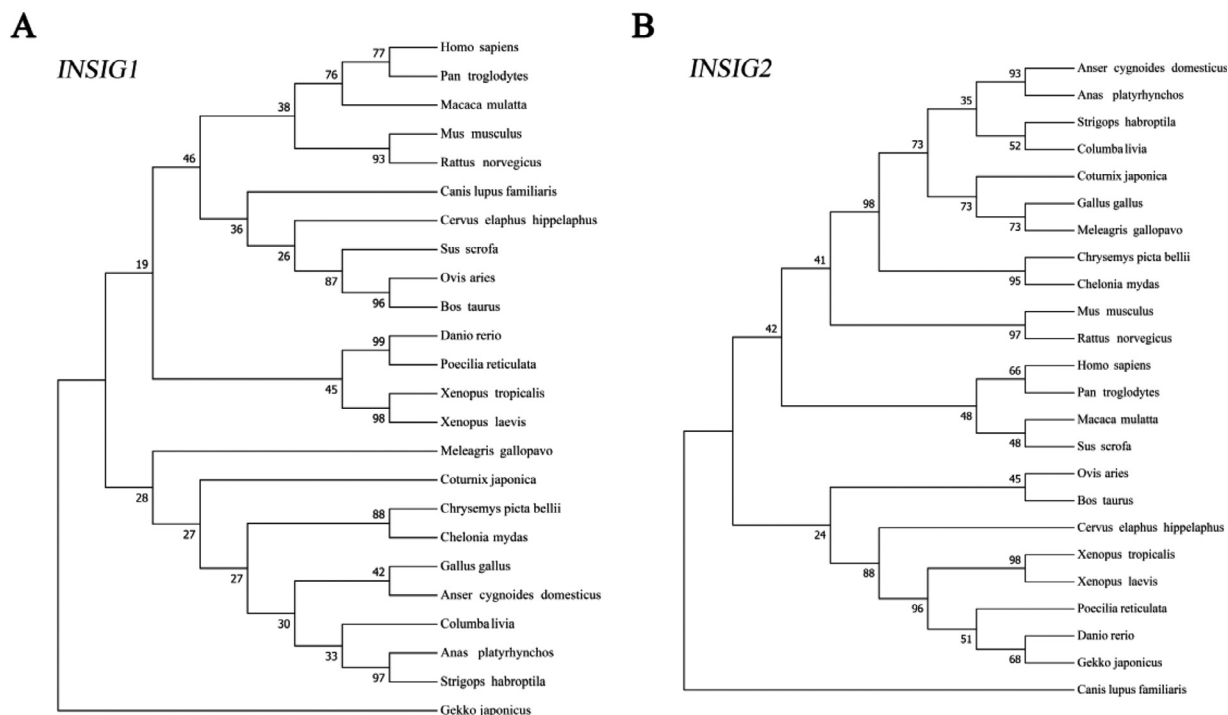 A
INSIG1
77
Homo sapiens
76
Pan troglodytes
38
Macaca mulatta
46
Mus musculus
93
Rattus norvegicus
Canis lupus familiaris
36
Cervus elaphus hippelaphus
26
Sus scrofa
19
87
Ovis aries
96
Bos taurus
99
Danio rerio
Poecilia reticulata
45
Xenopus tropicalis
98
Xenopus laevis
Meleagris gallopavo
28
Coturnix japonica
27
88
Chrysemys picta bellii
Chelonia mydas
27
42
Gallus gallus
Anser cygnoides domesticus
30
Columba livia
33
Anas platyrhynchos
97
Strigops habroptila
Gekko japonicus
B
INSIG2
93
Anser cygnoides domesticus
35
Anas platyrhynchos
73
Strigops habroptila
52
Columba livia
98
Coturnix japonica
73
Gallus gallus
73
Meleagris gallopavo
41
Chrysemys picta bellii
95
Chelonia mydas
42
Mus musculus
97
Rattus norvegicus
66
Homo sapiens
Pan troglodytes
48
Macaca mulatta
48
Sus scrofa
45
Ovis aries
Bos taurus
24
Cervus elaphus hippelaphus
88
98
Xenopus tropicalis
Xenopus laevis
96
Poecilia reticulata
51
Danio rerio
68
Gekko japonicus
Canis lupus familiaris